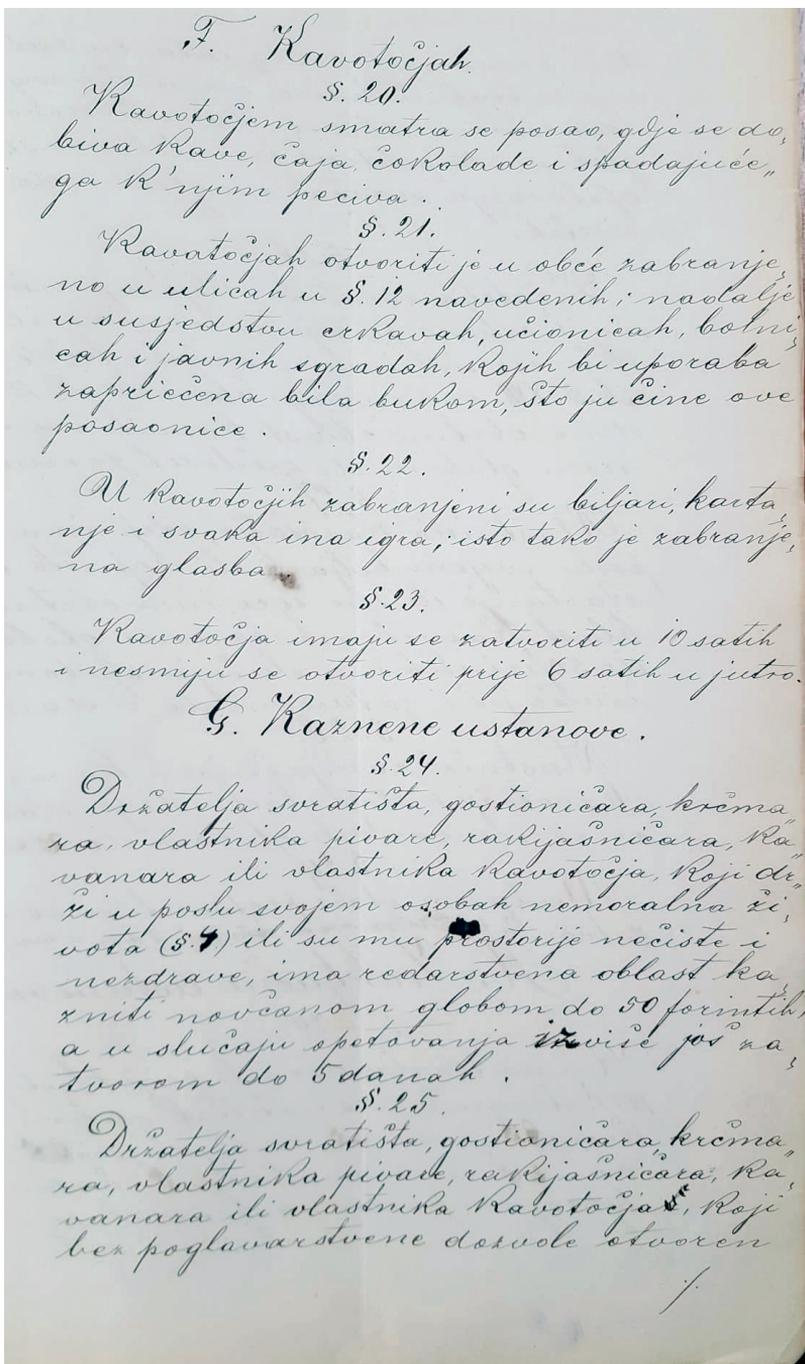 F. Kavotočjah.
§. 20.
Kavotočjem smatra se posao, gdje se do„
biva kave, čaja, čokolade i spadajuće„
ga k'njim peciva.
§. 21.
Kavatočjah otvoriti je u obće zabranje„
no u ulicah u §. 12 navedenih; nadalje
u susjedstvu crkavah, učionicah, bolni„
cah i javnih sgradah, kojih bi uporaba
zapriečena bila bukom, što ju čine ove
posaonice.
§. 22.
U kavotočjih zabranjeni su biljari, karta„
nje i svaka ina igra; isto tako je zabranje„
na glasba.
§. 23.
Kavotočja imaju se zatvoriti u 10 satih
i nesmiju se otvoriti prije 6 satih u jutro.
G. Kaznene ustanove.
§. 24.
Držatelja svratišta, gostioničara, krčma„
ra, vlastnika pivare, rakijašničara, ka„
vanara ili vlastnika kavotočja, koji dr„
ži u poslu svojem osobah nemoralna ži„
vota (§. 4) ili su mu prostorije nečiste i
nezdrave, ima redarstvena oblast ka„
zniti novčanom globom do 50 forintih,
a u slučaju opetovanja izviše još za„
tvorom do 5 danah.
§. 25.
Držatelja svratišta, gostioničara, krčma„
ra, vlastnika pivare, rakijašničara, ka„
vanara ili vlastnika kavotočja, koji
bez poglavarstvene dozvole otvoren
./.